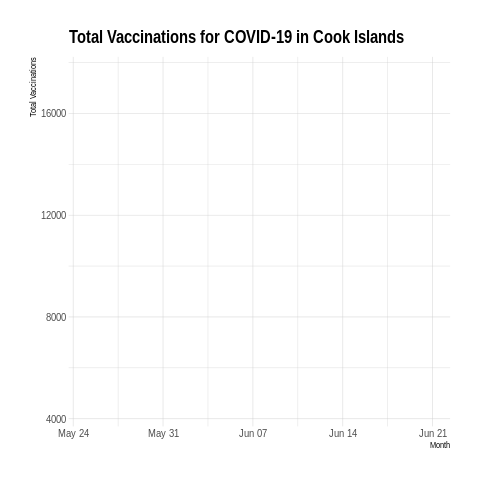 Total Vaccinations for COVID-19 in Cook Islands
Total Vaccinations
16000
12000
8000
4000
May 24 May 31 Jun 07 Jun 14 Jun 21
Month